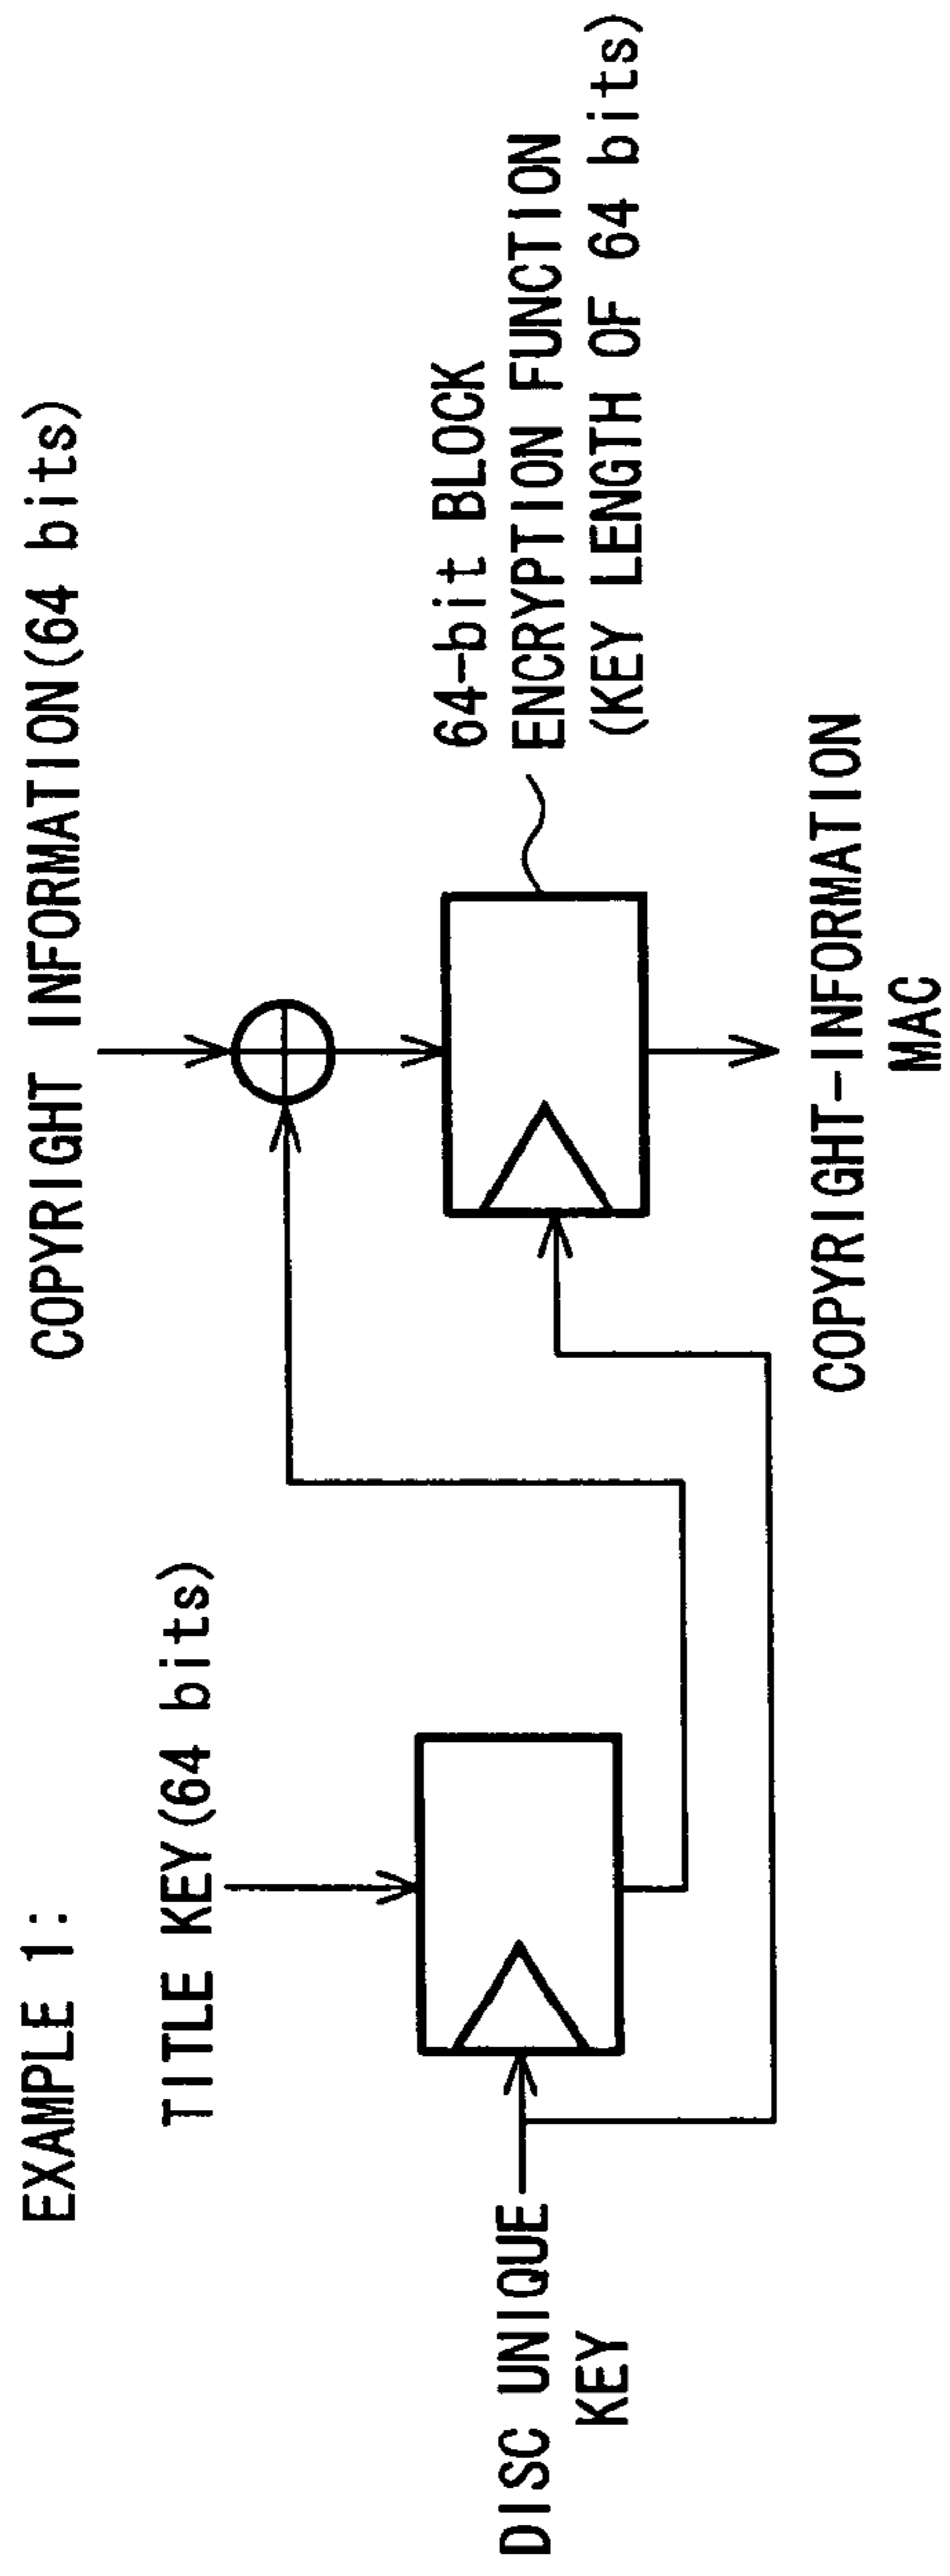 EXAMPLE 1:
TITLE KEY(64 bits)
COPYRIGHT INFORMATION(64 bits)
DISC UNIQUE
KEY
64-bit BLOCK
ENCRYPTION FUNCTION
(KEY LENGTH OF 64 bits)
COPYRIGHT-INFORMATION
MAC